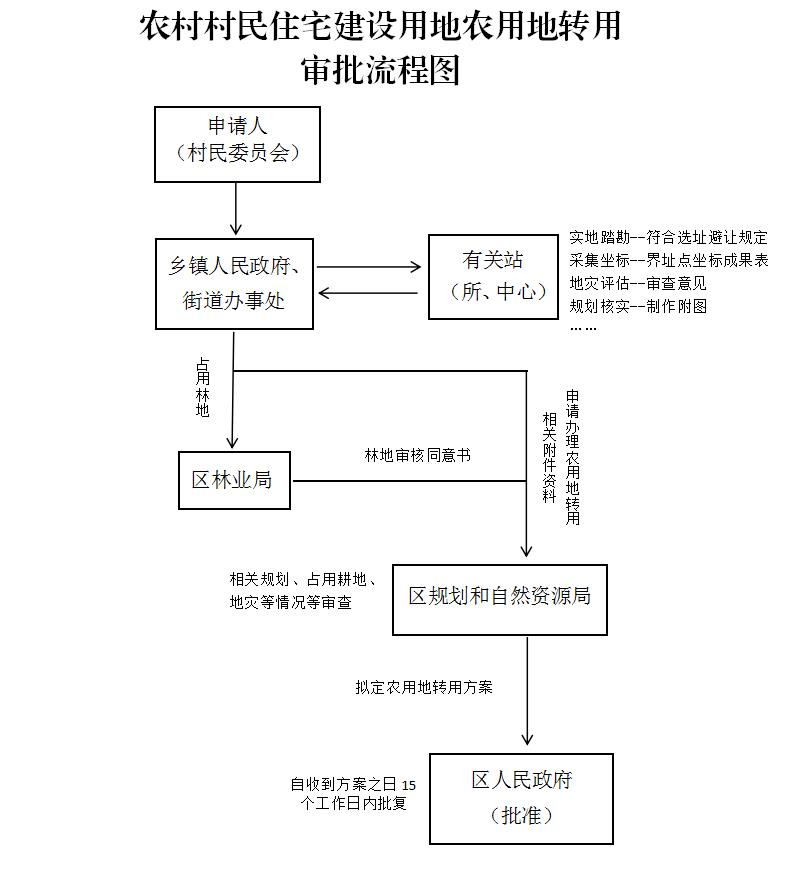 农村村民住宅建设用地农用地转用
审批流程图
申请人
（村民委员会）
乡镇人民政府、
街道办事处
有关站
（所、中心）
实地踏勘--符合选址避让规定
采集坐标--界址点坐标成果表
地灾评估--审查意见
规划核实--制作附图
……
占用林地
申请办理农用地转用
相关附件资料
区林业局
林地审核同意书
相关规划、占用耕地、
地灾等情况等审查
区规划和自然资源局
拟定农用地转用方案
自收到方案之日 15
个工作日内批复
区人民政府
（批准）